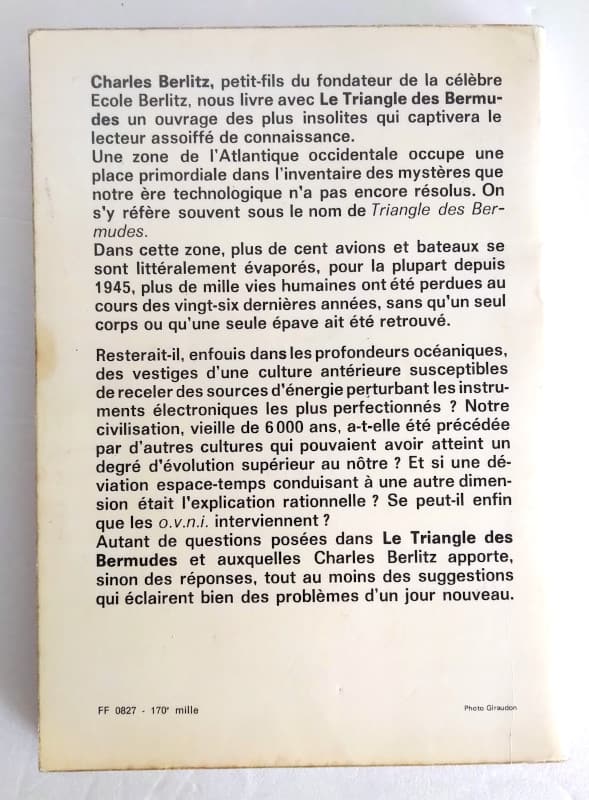 Charles Berlitz, petit-fils du fondateur de la célèbre
Ecole Berlitz, nous livre avec Le Triangle des Bermu-
des un ouvrage des plus insolites qui captivera le
lecteur assoiffé de connaissance.
Une zone de l'Atlantique occidentale occupe une
place primordiale dans l'inventaire des mystères que
notre ère technologique n'a pas encore résolus. On
s'y réfère souvent sous le nom de Triangle des Ber-
mudes.
Dans cette zone, plus de cent avions et bateaux se
sont littéralement évaporés, pour la plupart depuis
1945, plus de mille vies humaines ont été perdues au
cours des vingt-six dernières années, sans qu'un seul
corps ou qu'une seule épave ait été retrouvé.
Resterait-il, enfouis dans les profondeurs océaniques,
des vestiges d'une culture antérieure susceptibles
de receler des sources d'énergie perturbant les instru-
ments électroniques les plus perfectionnés ? Notre
civilisation, vieille de 6 000 ans, a-t-elle été précédée
par d'autres cultures qui pouvaient avoir atteint un
degré d'évolution supérieur au nôtre ? Et si une dé-
viation espace-temps conduisant à une autre dimen-
sion était l'explication rationnelle ? Se peut-il enfin
que les o.v.n.i. interviennent ?
Autant de questions posées dans Le Triangle des
Bermudes et auxquelles Charles Berlitz apporte,
sinon des réponses, tout au moins des suggestions
qui éclairent bien des problèmes d'un jour nouveau.
FF 0827 - 170e mille
Photo Giraudon